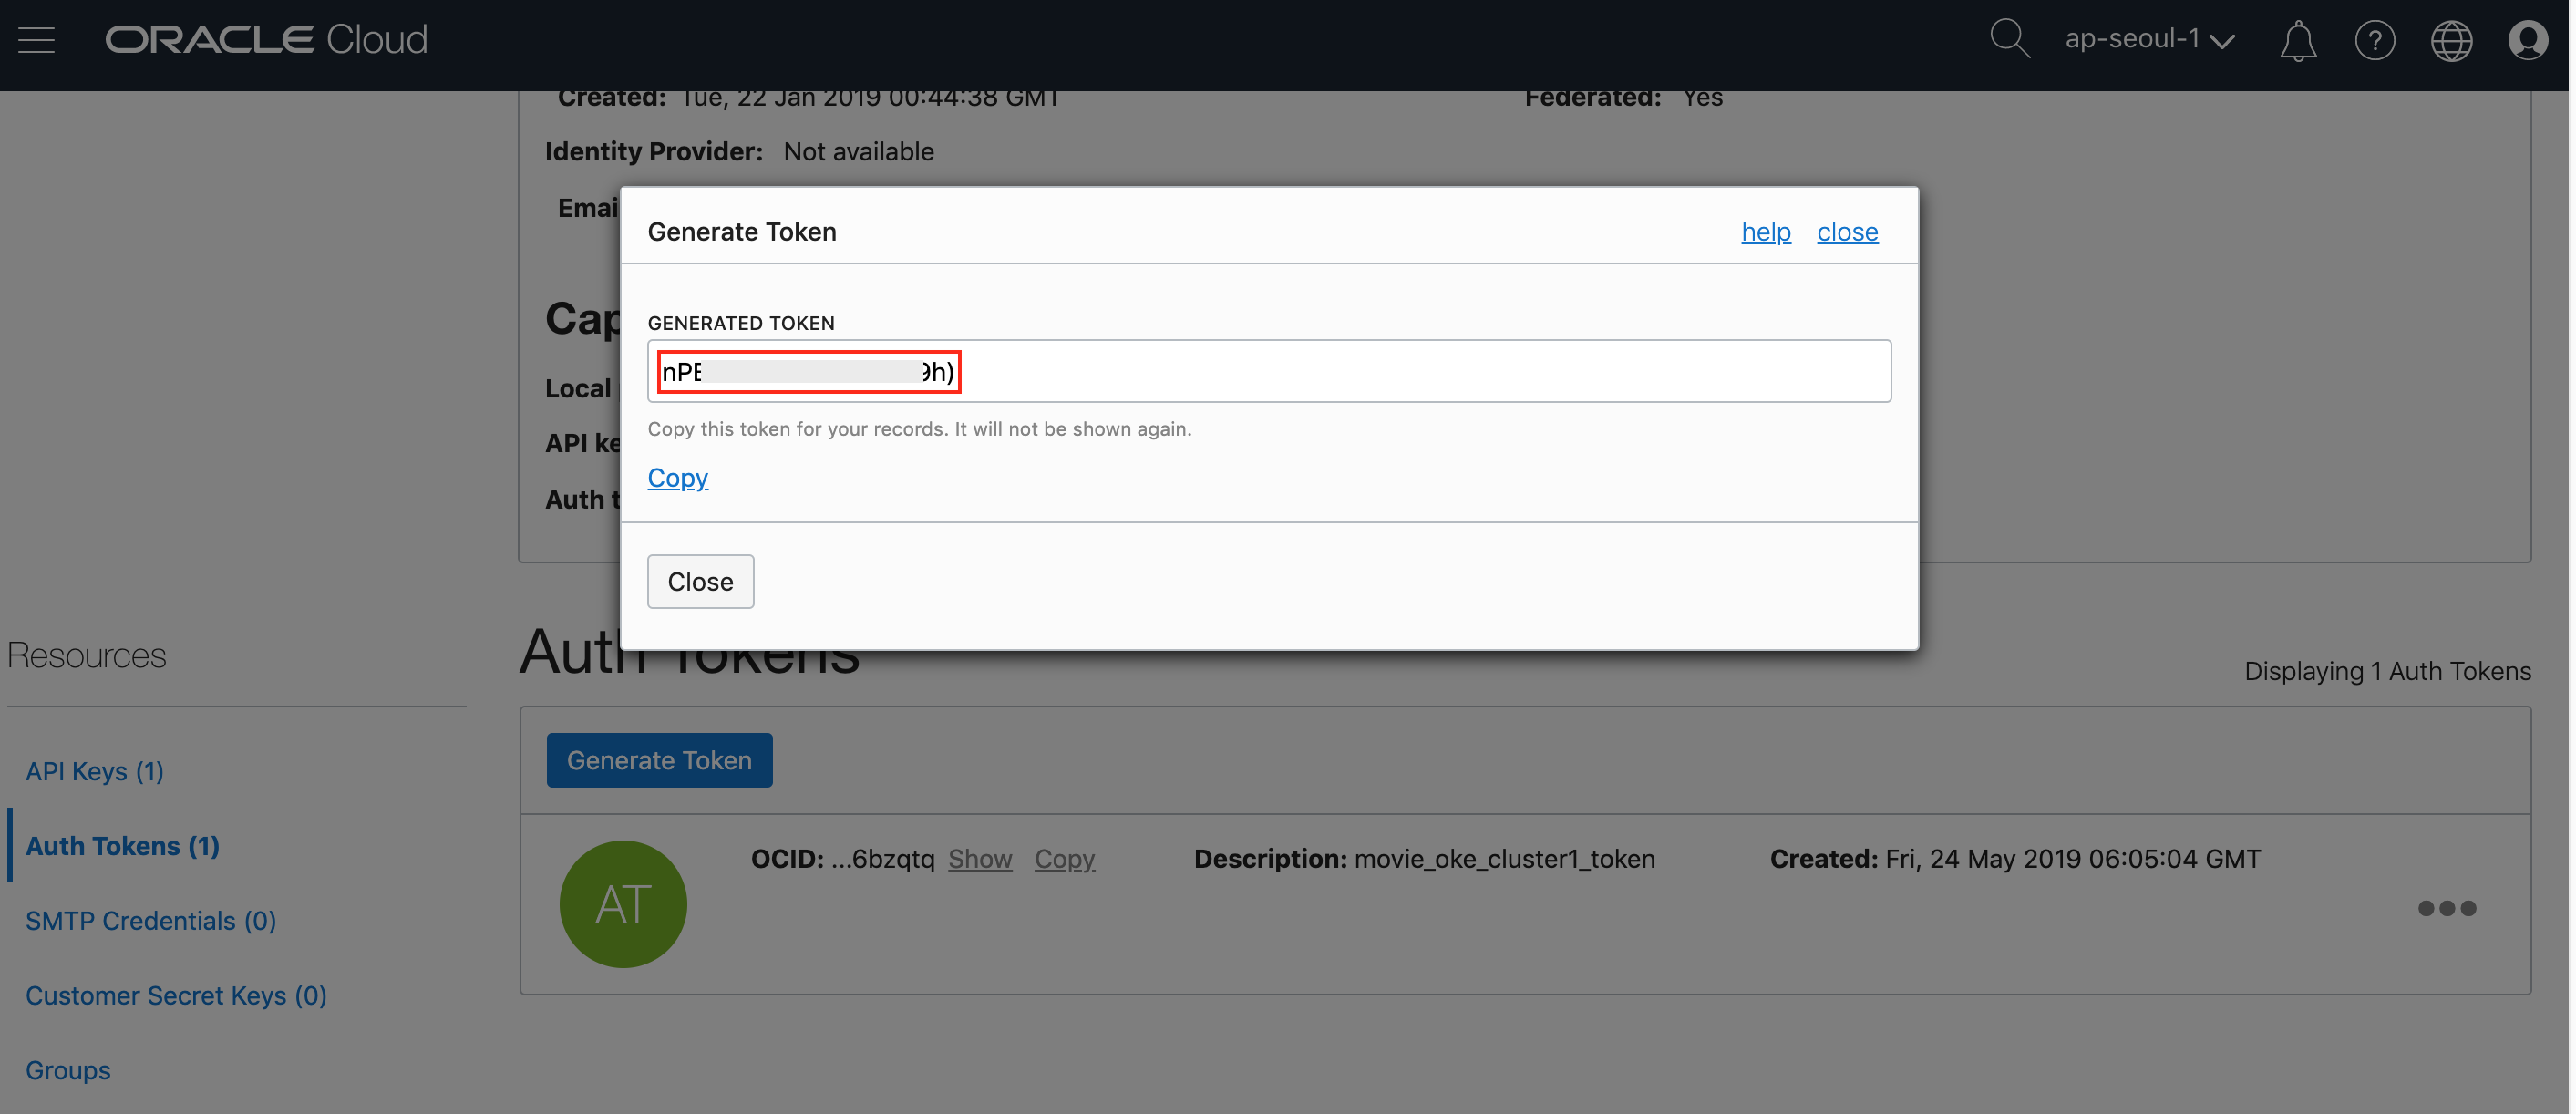 ORACLE Cloud
ap-seoul-1
Created: Tue, 22 Jan 2019 00:44:38 GMT
Federated: Yes
Identity Provider: Not available
Emai
Generate Token
help close
Cap
GENERATED TOKEN
Local
nP 9h)
API ke
Copy this token for your records. It will not be shown again.
Copy
Auth t
Close
Auth Tokens
Resources
Displaying 1 Auth Tokens
Generate Token
API Keys (1)
Auth Tokens (1)
AT
OCID: ...6bzqtq Show Copy
Description: movie_oke_cluster1_token
Created: Fri, 24 May 2019 06:05:04 GMT
SMTP Credentials (0)
Customer Secret Keys (0)
Groups